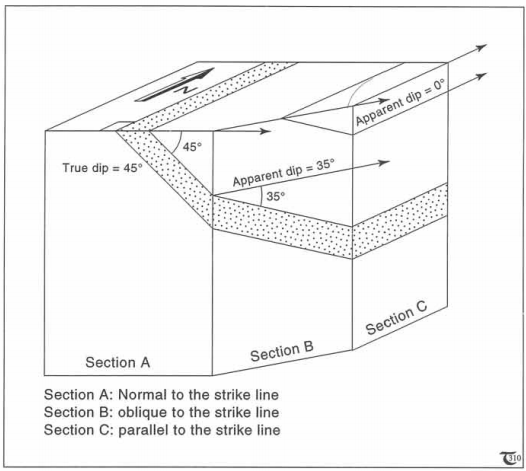 N
Apparent dip = 0°
45°
True dip = 45°
Apparent dip = 35°
35°
Section A
Section B
Section C
Section A: Normal to the strike line
Section B: oblique to the strike line
Section C: parallel to the strike line
310